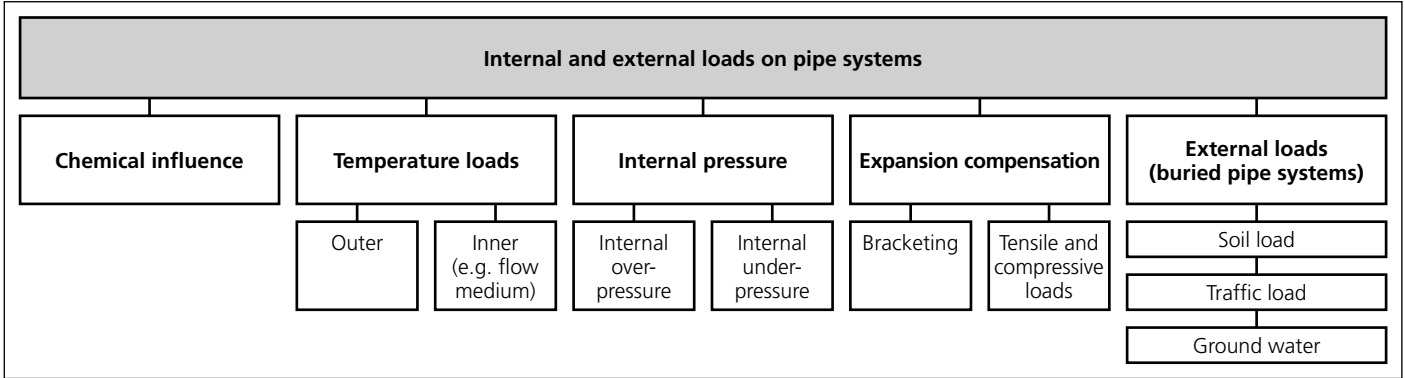 Internal and external loads on pipe systems
Chemical influence
Temperature loads
Internal pressure
Expansion compensation
External loads
(buried pipe systems)
Outer
Inner
(e.g. flow
medium)
Internal
over-
pressure
Internal
under-
pressure
Bracketing
Tensile and
compressive
loads
Soil load
Traffic load
Ground water